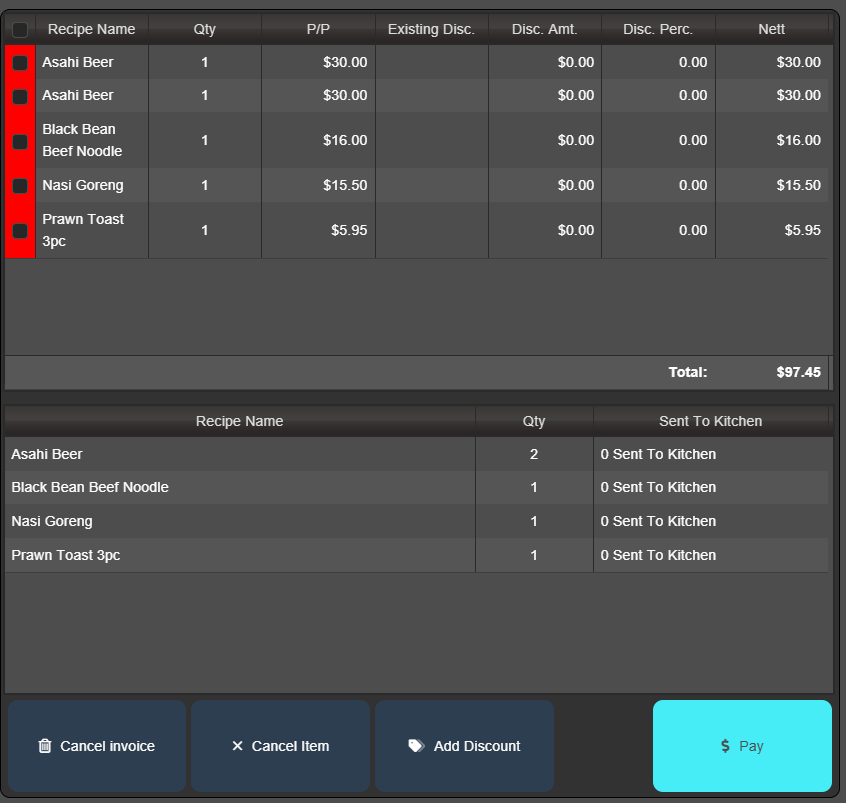 Recipe Name Qty P/P Existing Disc. Disc. Amt. Disc. Perc. Nett
Asahi Beer 1 $30.00 $0.00 0.00 $30.00
Asahi Beer 1 $30.00 $0.00 0.00 $30.00
Black Bean
Beef Noodle 1 $16.00 $0.00 0.00 $16.00
Nasi Goreng 1 $15.50 $0.00 0.00 $15.50
Prawn Toast
3pc 1 $5.95 $0.00 0.00 $5.95
Total: $97.45
Recipe Name Qty Sent To Kitchen
Asahi Beer 2 0 Sent To Kitchen
Black Bean Beef Noodle 1 0 Sent To Kitchen
Nasi Goreng 1 0 Sent To Kitchen
Prawn Toast 3pc 1 0 Sent To Kitchen
Cancel invoice Cancel Item Add Discount $ Pay